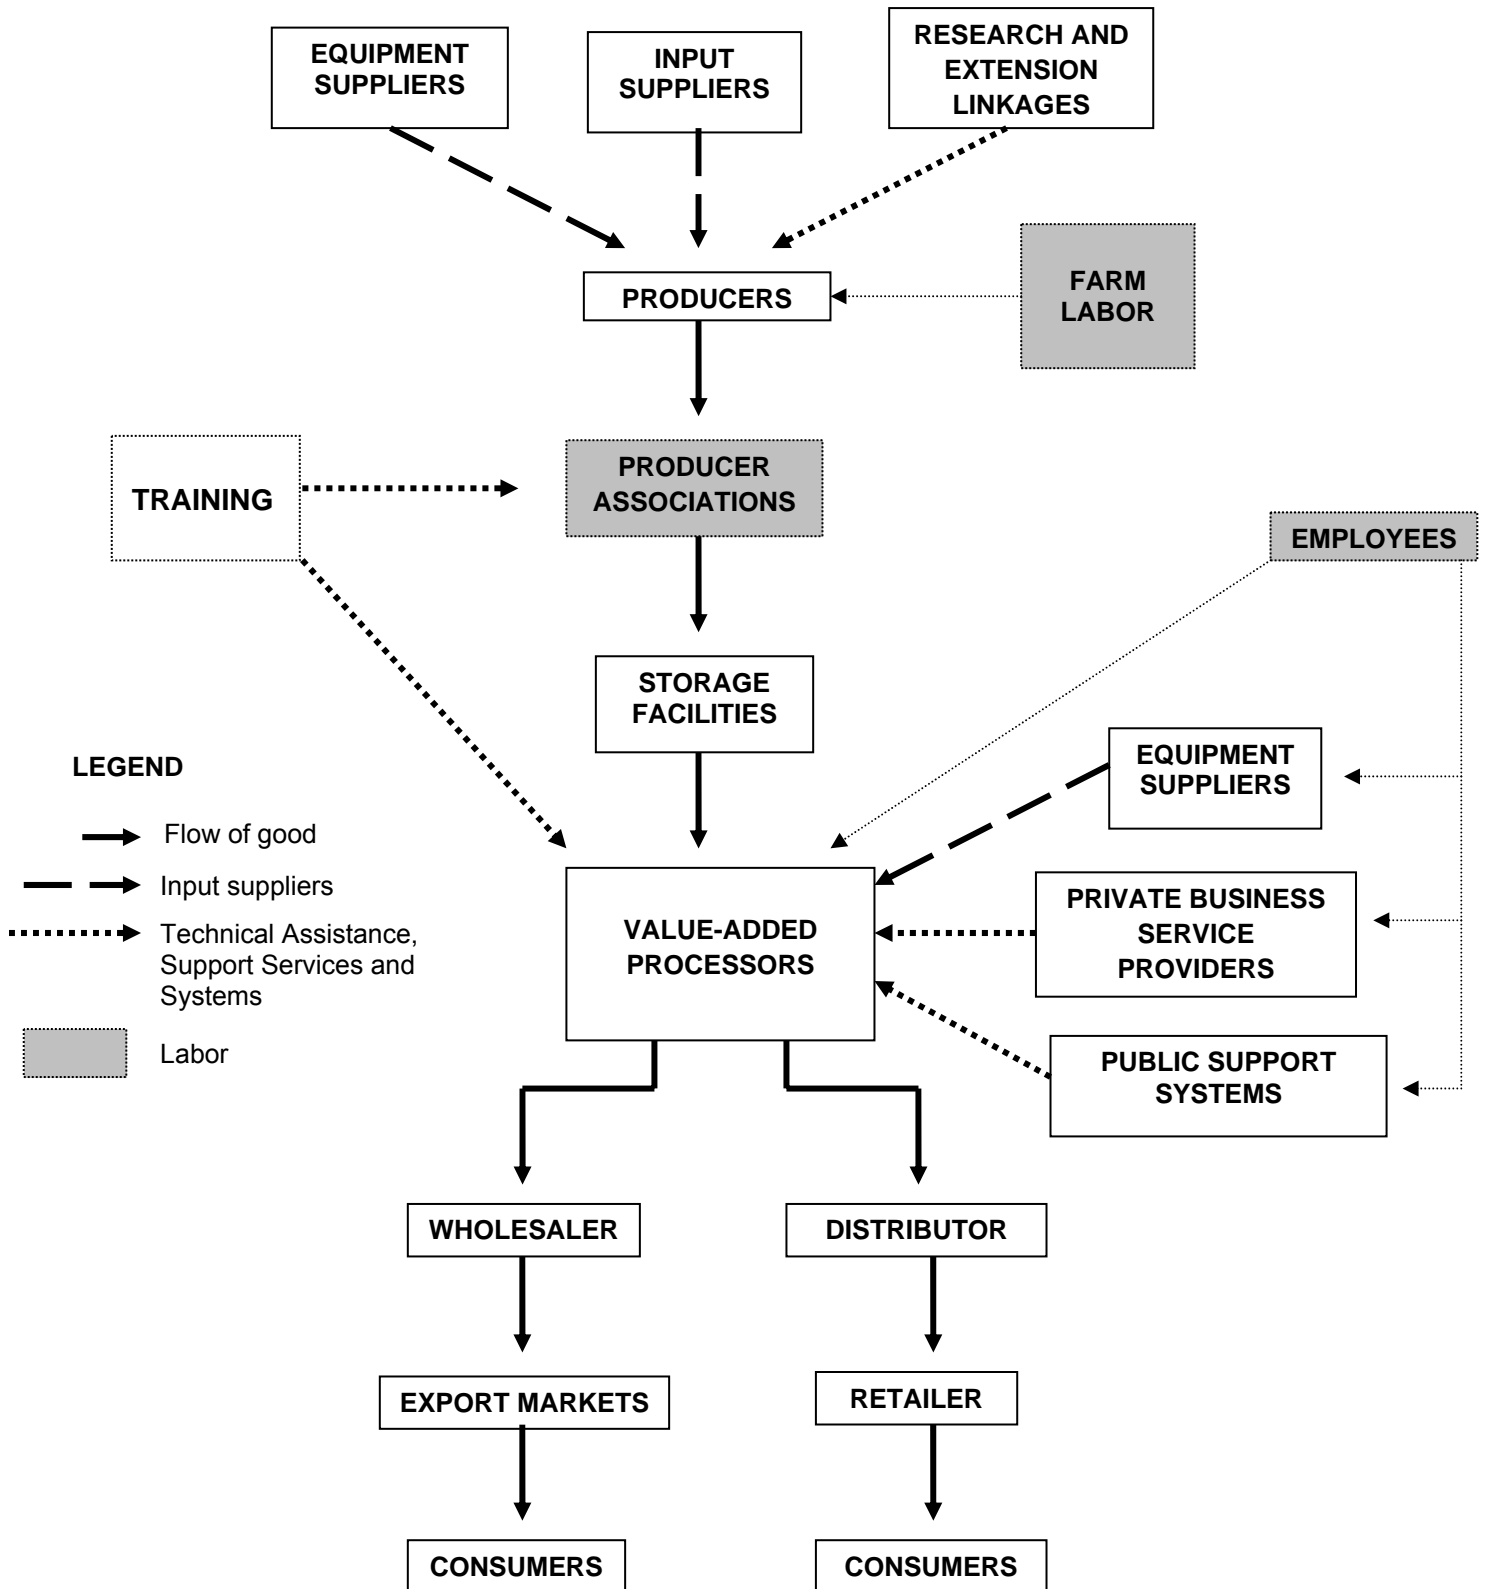 EQUIPMENT
SUPPLIERS
INPUT
SUPPLIERS
RESEARCH AND
EXTENSION
LINKAGES
PRODUCERS
FARM
LABOR
TRAINING
PRODUCER
ASSOCIATIONS
EMPLOYEES
STORAGE
FACILITIES
EQUIPMENT
SUPPLIERS
LEGEND
Flow of good
Input suppliers
Technical Assistance,
Support Services and
Systems
Labor
VALUE-ADDED
PROCESSORS
PRIVATE BUSINESS
SERVICE
PROVIDERS
PUBLIC SUPPORT
SYSTEMS
WHOLESALER
DISTRIBUTOR
EXPORT MARKETS
RETAILER
CONSUMERS
CONSUMERS